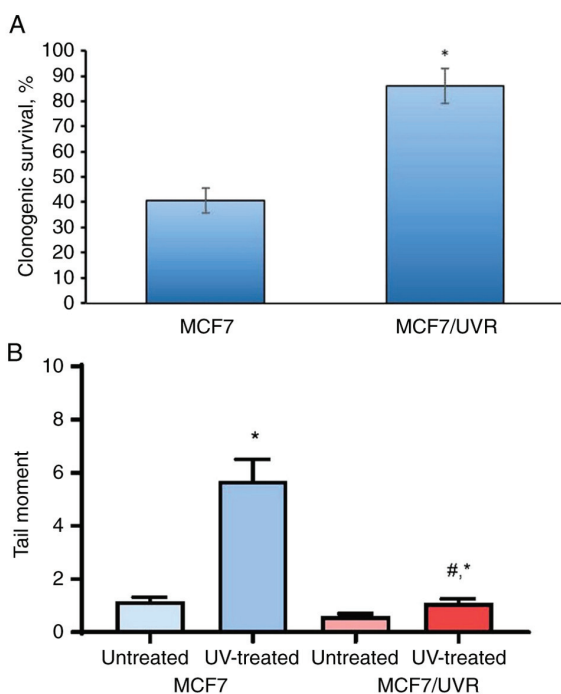 A
Clonogenic survival, %
100
90
80
70
60
50
40
30
20
10
0
*
MCF7 MCF7/UVR
B
Tail moment
10
8
6
4
2
0
*
#,*
Untreated UV-treated Untreated UV-treated
MCF7 MCF7/UVR